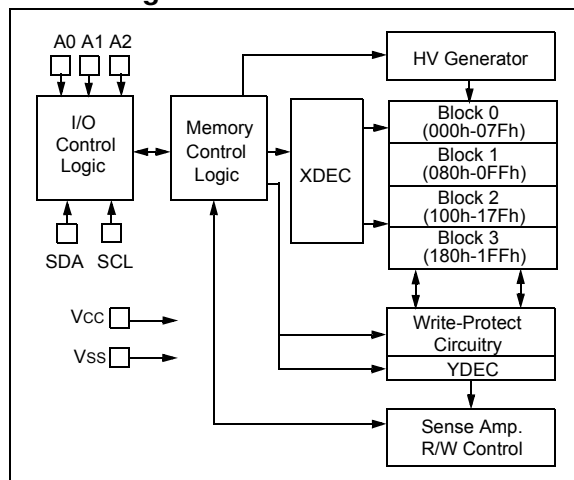 A0 A1 A2
I/O
Control
Logic
SDA SCL
Vcc
Vss
Memory
Control
Logic
XDEC
HV Generator
Block 0
(000h-07Fh)
Block 1
(080h-0FFh)
Block 2
(100h-17Fh)
Block 3
(180h-1FFh)
Write-Protect
Circuitry
YDEC
Sense Amp.
R/W Control